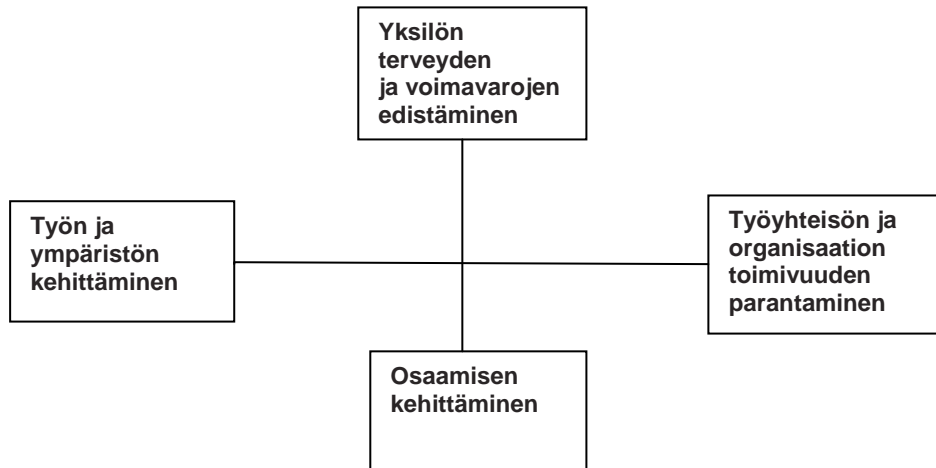 Yksilön
terveyden
ja voimavarojen
edistäminen
Työn ja
ympäristön
kehittäminen
Työyhteisön ja
organisaation
toimivuuden
parantaminen
Osaamisen
kehittäminen